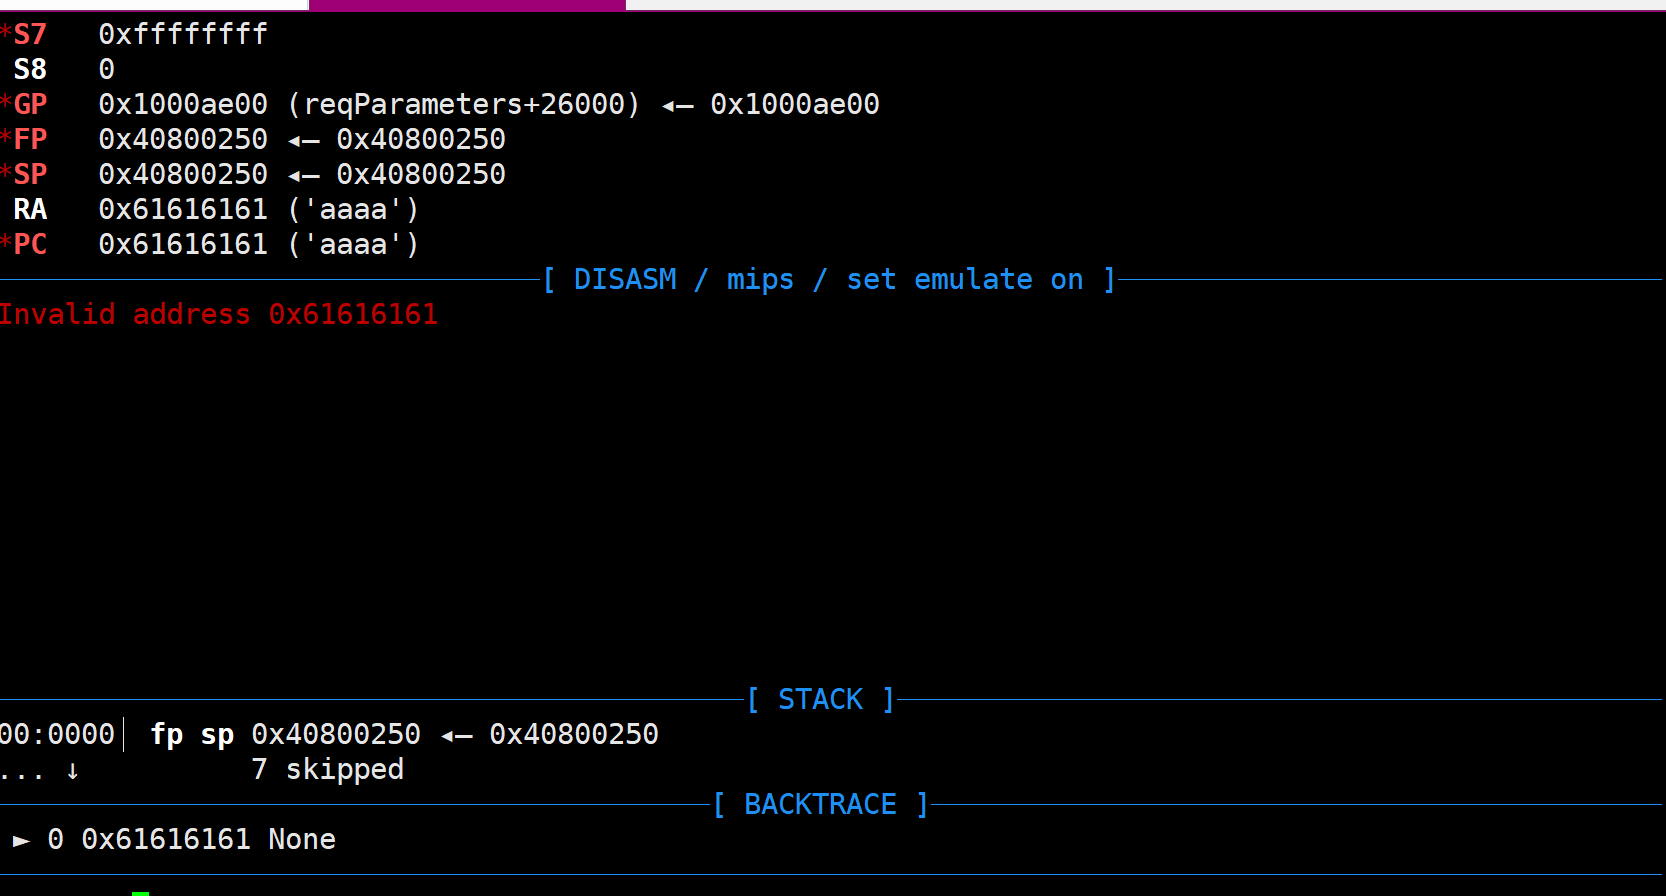 *S7   0xffffffff
 S8   0
*GP   0x1000ae00 (reqParameters+26000) ◂— 0x1000ae00
*FP   0x40800250 ◂— 0x40800250
*SP   0x40800250 ◂— 0x40800250
 RA   0x61616161 ('aaaa')
*PC   0x61616161 ('aaaa')
[ DISASM / mips / set emulate on ]
Invalid address 0x61616161
[ STACK ]
00:0000│  fp sp 0x40800250 ◂— 0x40800250
... ↓          7 skipped
[ BACKTRACE ]
 ► 0 0x61616161 None